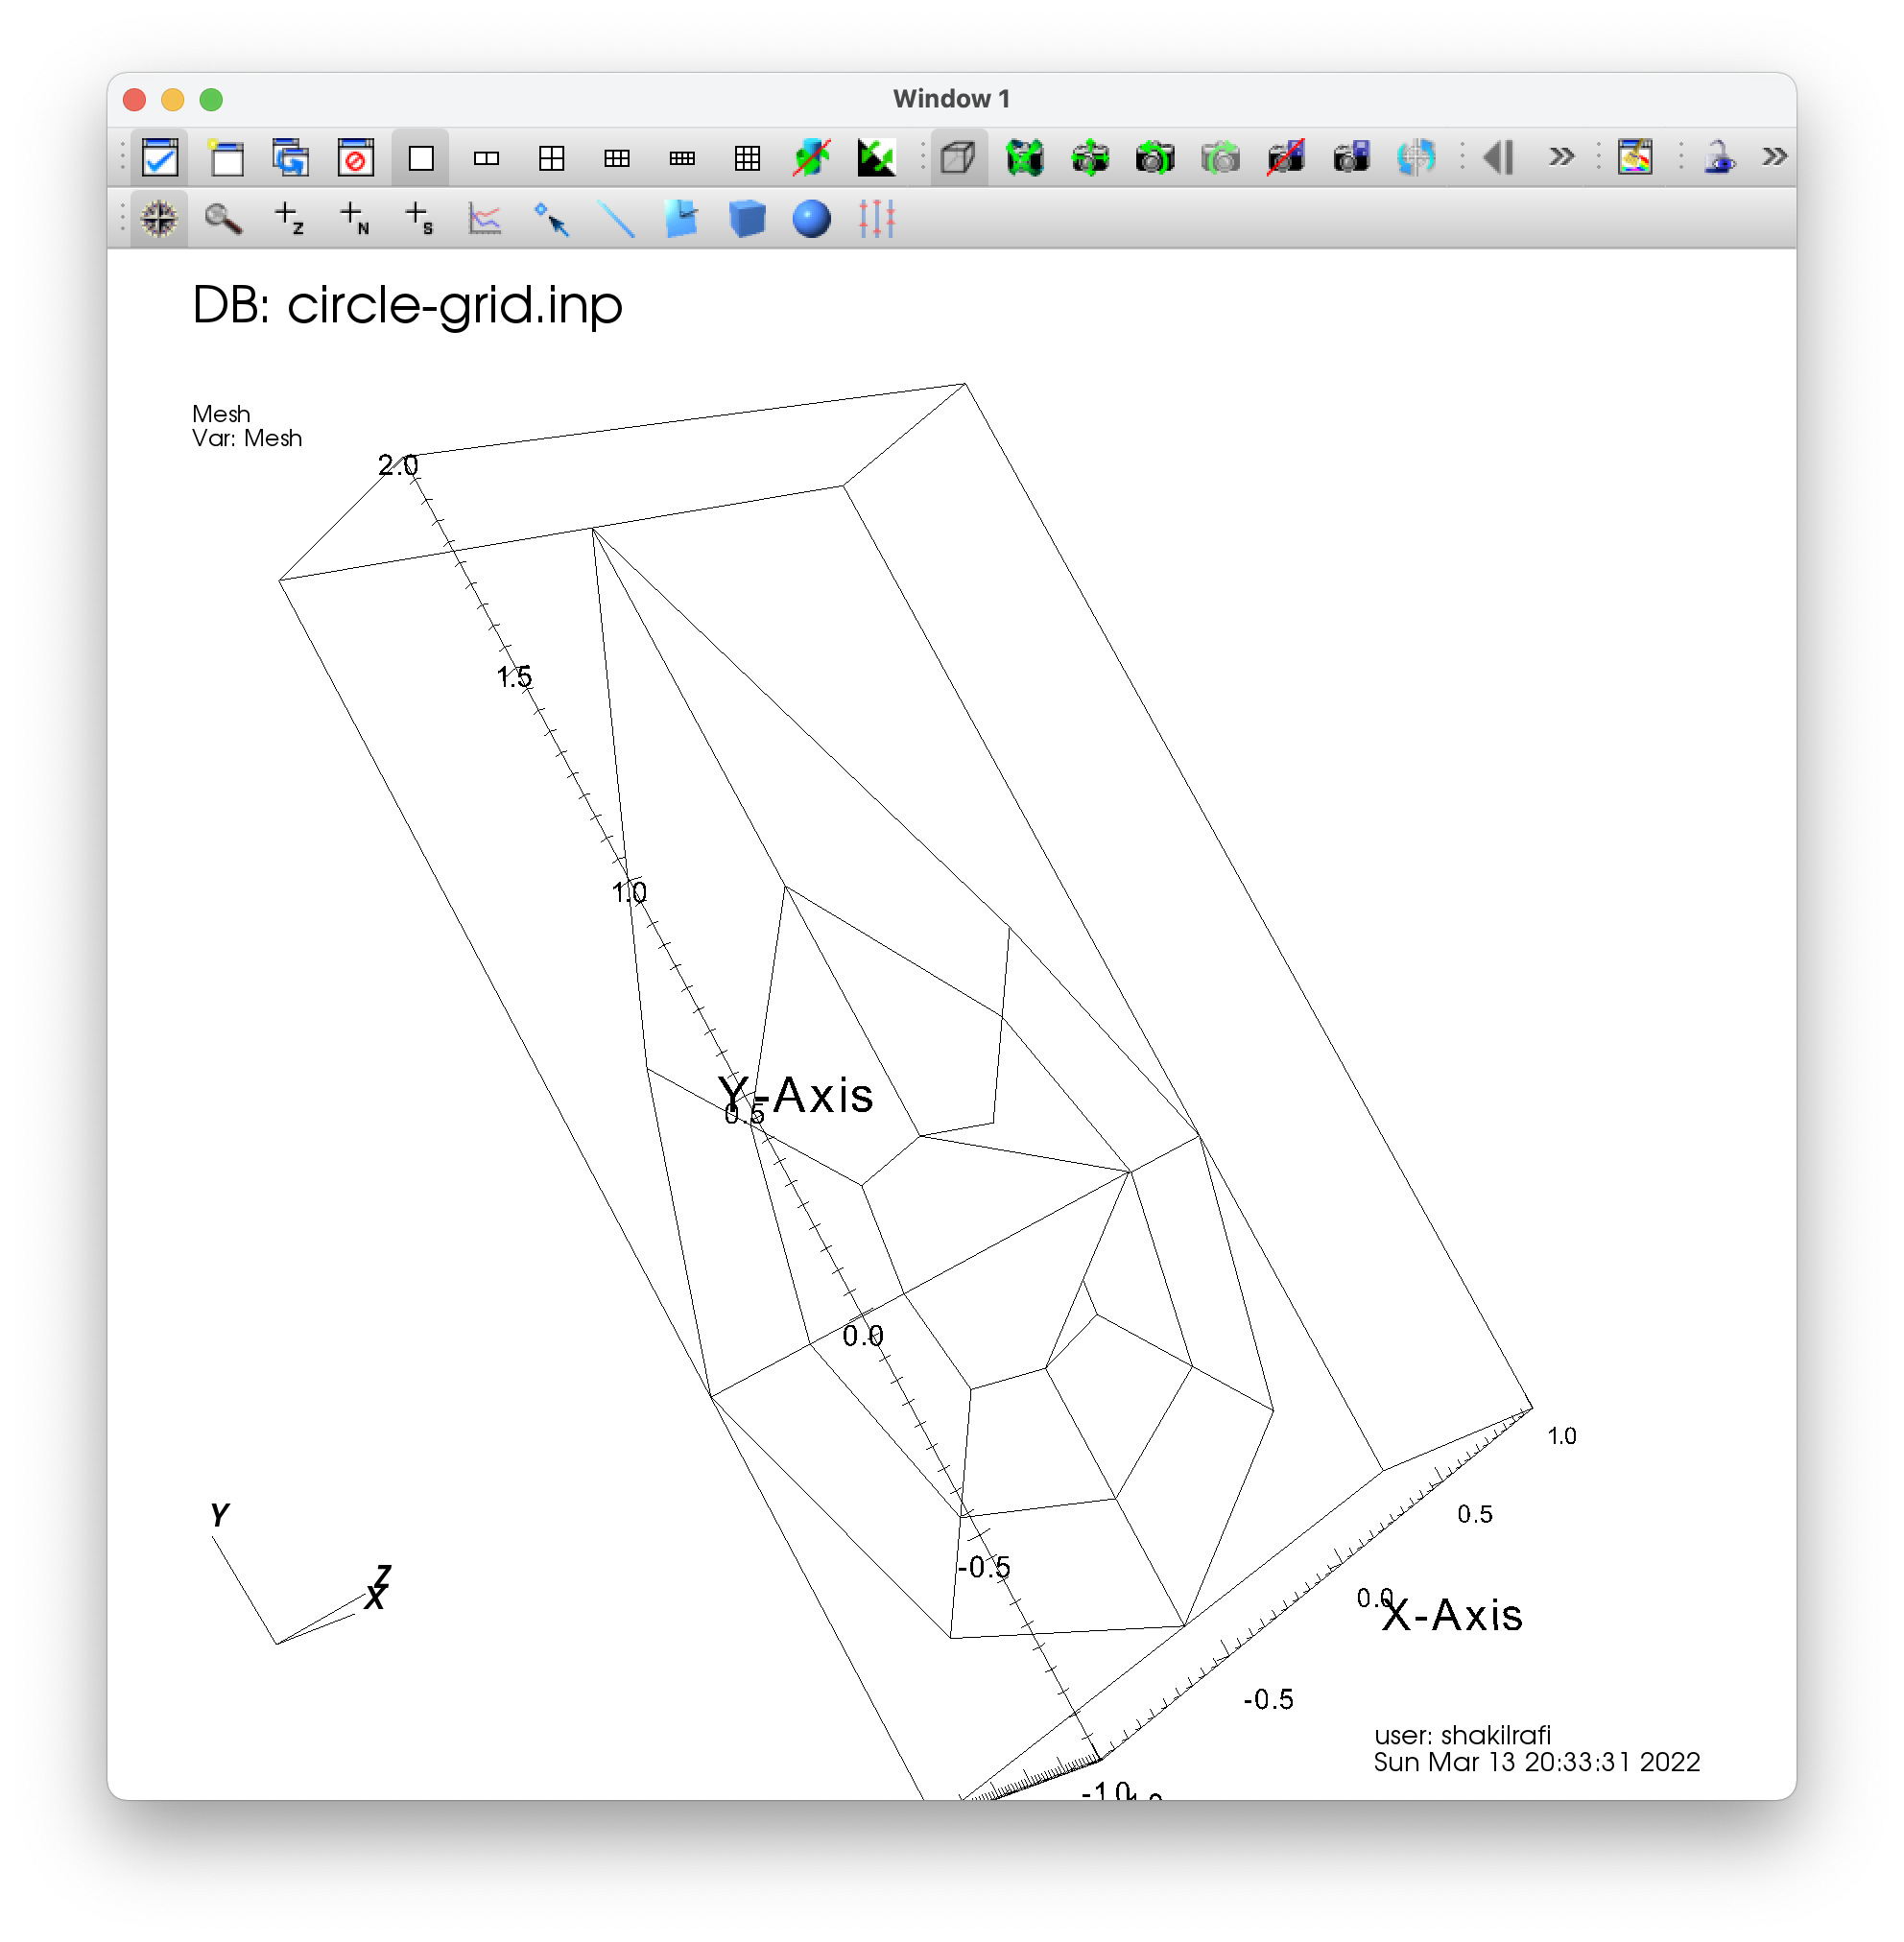 Window 1
Z
N
S
DB: circle-grid.inp
Mesh
Var: Mesh
2.0
1.5
1.0
Y-Axis
0.5
0.0
-0.5
1.0
0.5
0.0
X-Axis
-0.5
-1.0
Y
Z
X
user: shakilrafi
Sun Mar 13 20:33:31 2022